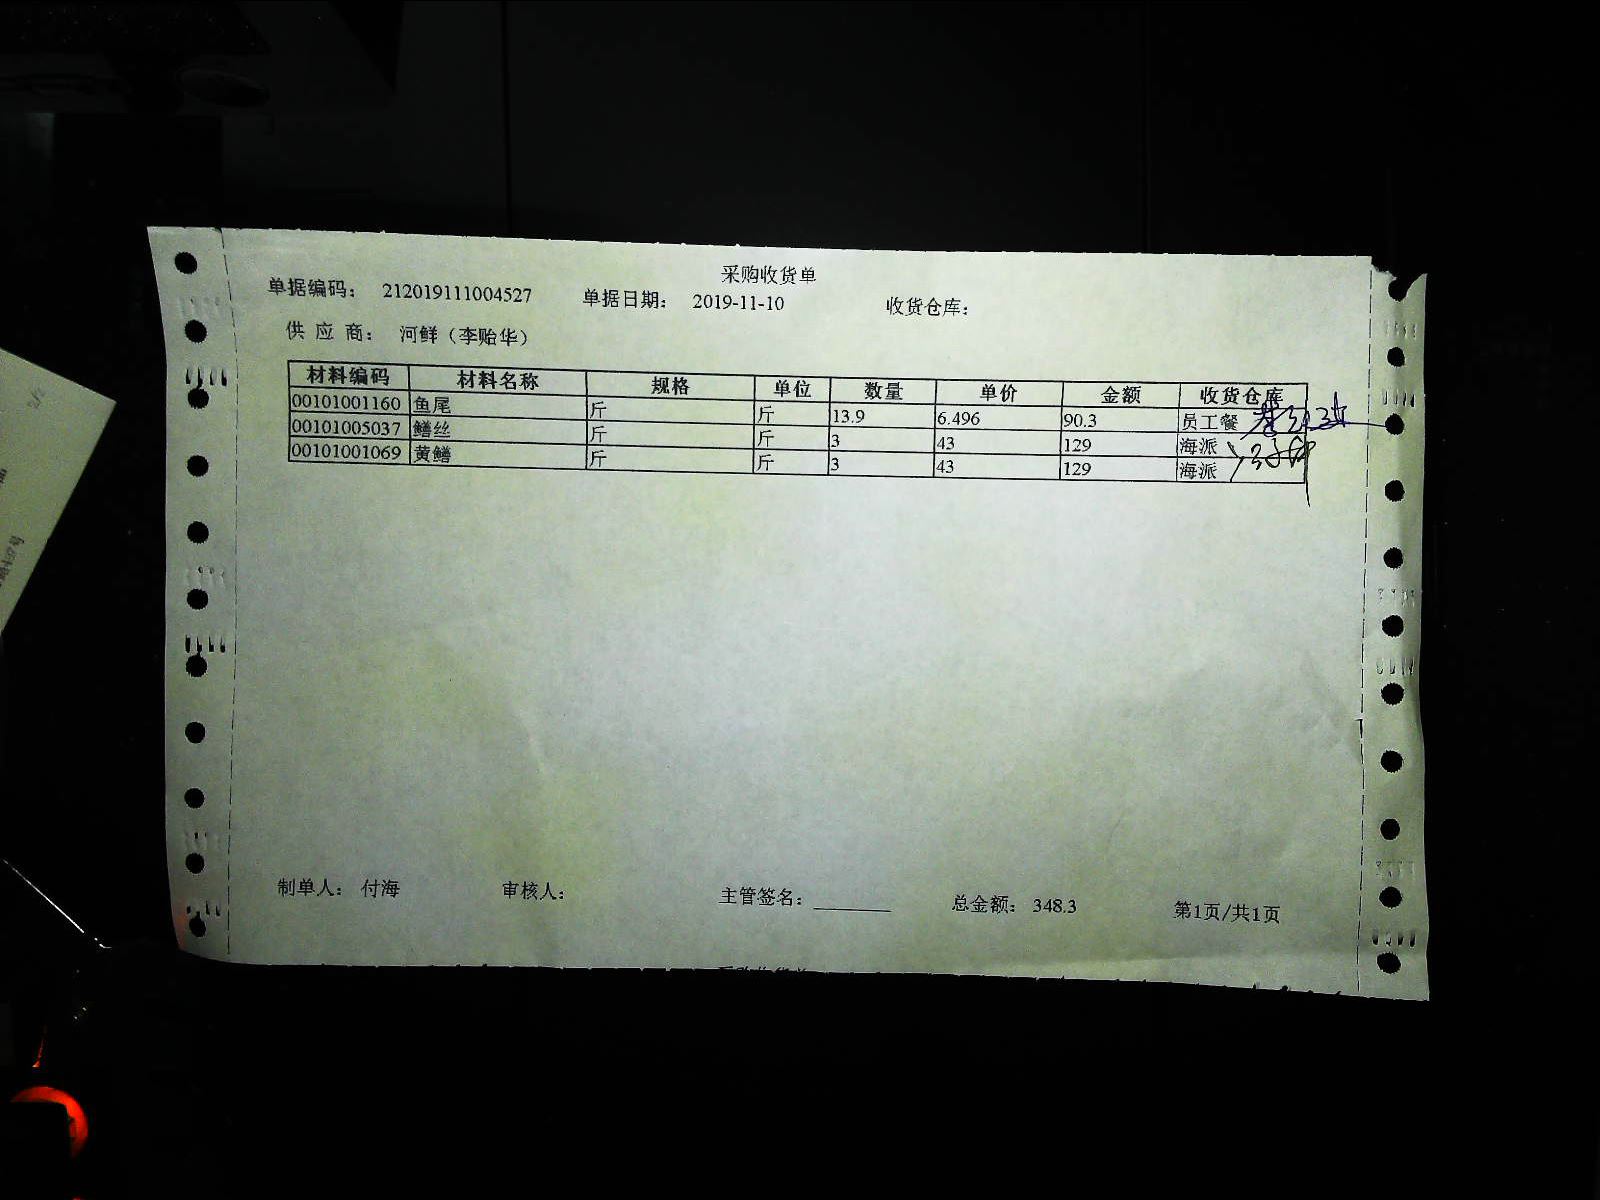 采购收货单
单据编码： 212019111004527 单据日期： 2019-11-10 收货仓库：
供 应 商： 河鲜（李贻华）
材料编码 材料名称 规格 单位 数量 单价 金额 收货仓库
00101001160 鱼尾 斤 斤 13.9 6.496 90.3 员工餐
00101005037 鳝丝 斤 斤 3 43 129 海派
00101001069 黄鳝 斤 斤 3 43 129 海派
制单人： 付海 审核人： 主管签名：________ 总金额： 348.3 第1页/共1页